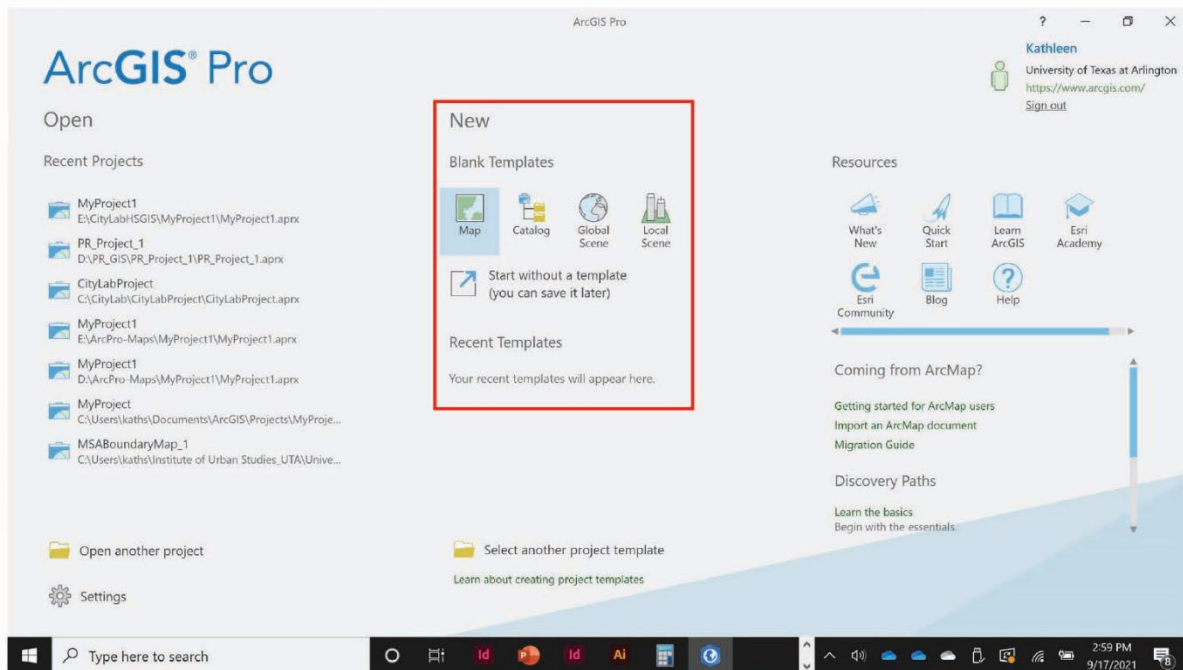 ArcGIS Pro
?
Kathleen
University of Texas at Arlington
https://www.arcgis.com/
Sign out
ArcGIS® Pro
Open
Recent Projects
MyProject1
E:\CityLabHSGIS\MyProject1\MyProject1.aprx
PR_Project_1
D:\PR_GIS\PR_Project_1\PR_Project_1.aprx
CityLabProject
C:\CityLab\CityLabProject\CityLabProject.aprx
MyProject1
E:\ArcPro-Maps\MyProject1\MyProject1.aprx
MyProject1
D:\ArcPro-Maps\MyProject1\MyProject1.aprx
MyProject
C:\Users\kaths\Documents\ArcGIS\Projects\MyProje...
MSABoundaryMap_1
C:\Users\kaths\Institute of Urban Studies_UTA\Unive...
Open another project
Settings
New
Blank Templates
Map
Catalog
Global
Scene
Local
Scene
Start without a template
(you can save it later)
Recent Templates
Your recent templates will appear here.
Select another project template
Learn about creating project templates
Resources
What's
New
Quick
Start
Learn
ArcGIS
Esri
Academy
Esri
Community
Blog
Help
Coming from ArcMap?
Getting started for ArcMap users
Import an ArcMap document
Migration Guide
Discovery Paths
Learn the basics
Begin with the essentials.
Type here to search
Id
P
Id
Ai
2:59 PM
9/17/2021
8